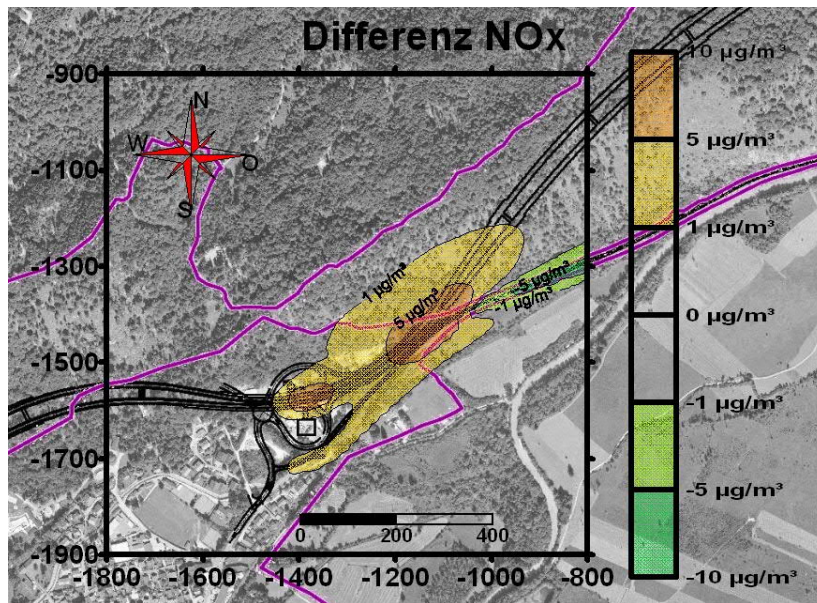 Differenz NOx
-900
-1100
-1300
-1500
-1700
-1900
-1800
-1600
-1400
-1200
-1000
-800
N
W
O
S
1 µg/m³
5 µg/m³
-5 µg/m³
-1 µg/m³
0
200
400
10 µg/m³
5 µg/m³
1 µg/m³
0 µg/m³
-1 µg/m³
-5 µg/m³
-10 µg/m³